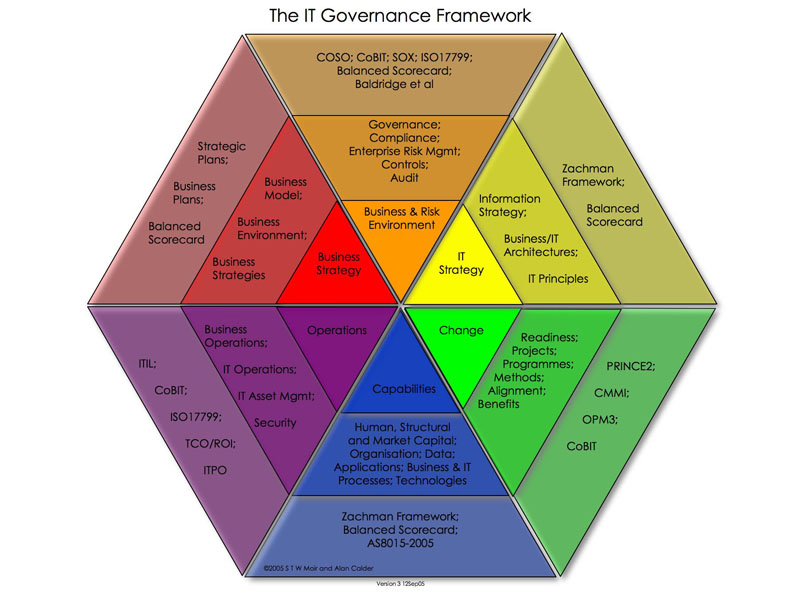 The IT Governance Framework
COSO; CoBIT; SOX; ISO17799;
Balanced Scorecard;
Baldridge et al
Governance;
Compliance;
Enterprise Risk Mgmt;
Controls;
Audit
Business & Risk
Environment
Strategic
Plans;
Business
Plans;
Balanced
Scorecard
Business
Model;
Business
Environment;
Business
Strategies
Business
Strategy
IT
Strategy
Information
Strategy;
Business/IT
Architectures;
IT Principles
Zachman
Framework;
Balanced
Scorecard
ITIL;
CoBIT;
ISO17799;
TCO/ROI;
ITPO
Business
Operations;
IT Operations;
IT Asset Mgmt;
Security
Operations
Capabilities
Human, Structural
and Market Capital;
Organisation; Data;
Applications; Business & IT
Processes; Technologies
Zachman Framework;
Balanced Scorecard;
AS8015-2005
Change
Readiness;
Projects;
Programmes;
Methods;
Alignment;
Benefits
PRINCE2;
CMMI;
OPM3;
CoBIT
©2005 S T W Moir and Alan Calder
Version 3 12Sep05